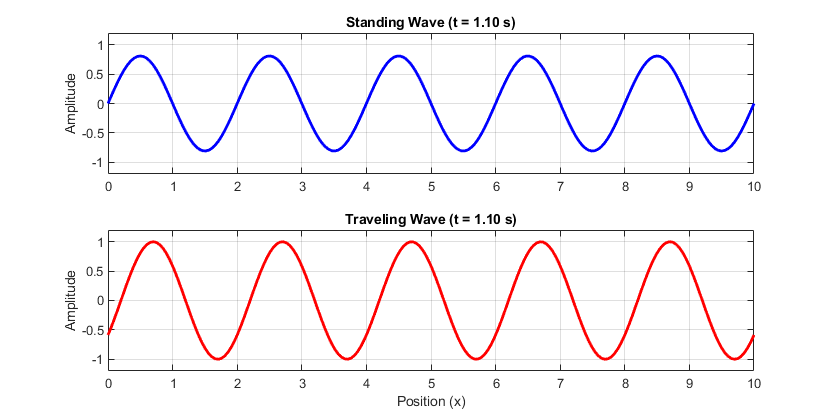 Standing Wave (t = 1.10 s)
Amplitude
1
0.5
0
-0.5
-1
0 1 2 3 4 5 6 7 8 9 10
Traveling Wave (t = 1.10 s)
Amplitude
1
0.5
0
-0.5
-1
0 1 2 3 4 5 6 7 8 9 10
Position (x)